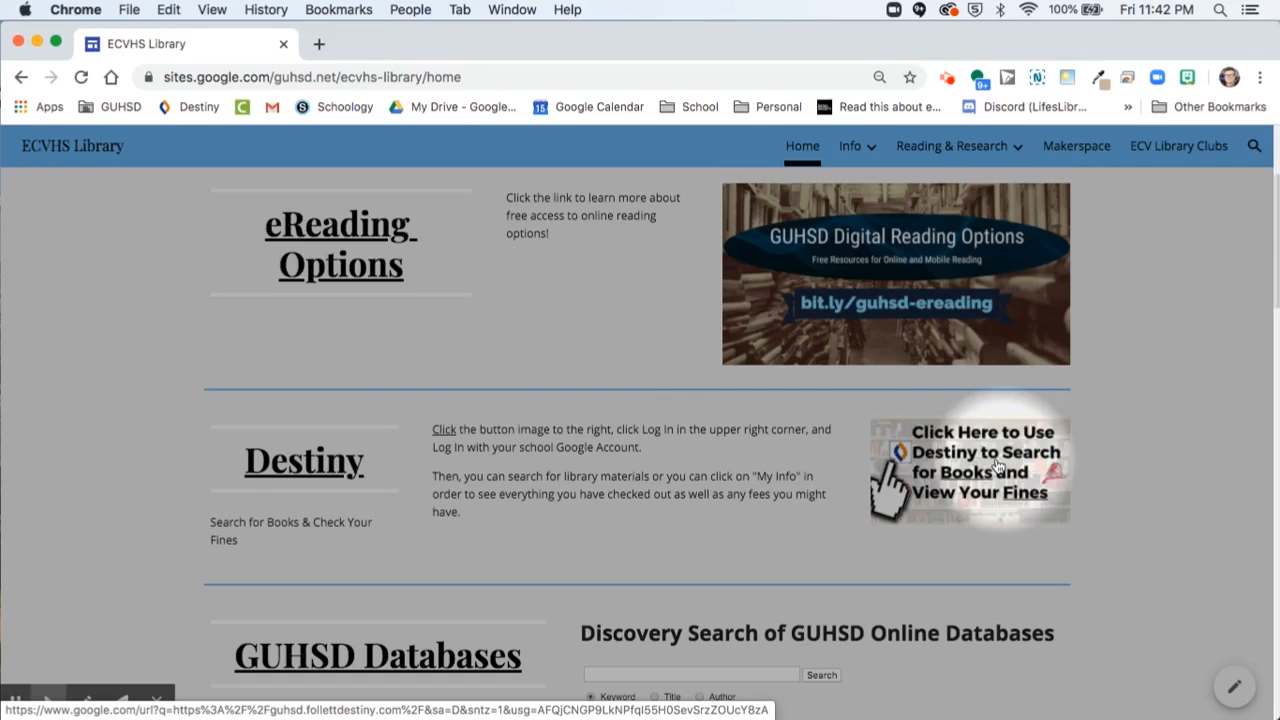 Chrome File Edit View History Bookmarks People Tab Window Help 100% Fri 11:42 PM
ECVHS Library
sites.google.com/guhsd.net/ecvhs-library/home
Apps GUHSD Destiny Schoology My Drive - Google... Google Calendar School Personal Read this about e... Discord (LifesLibr... » Other Bookmarks
ECVHS Library Home Info Reading & Research Makerspace ECV Library Clubs
eReading
Options
Click the link to learn more about
free access to online reading
options!
GUHSD Digital Reading Options
Free Resources for Online and Mobile Reading
bit.ly/guhsd-ereading
Destiny
Search for Books & Check Your
Fines
Click the button image to the right, click Log In in the upper right corner, and
Log In with your school Google Account.
Then, you can search for library materials or you can click on "My Info" in
order to see everything you have checked out as well as any fees you might
have.
Click Here to Use
Destiny to Search
for Books and
View Your Fines
GUHSD Databases
Discovery Search of GUHSD Online Databases
Search
Keyword Title Author
https://www.google.com/url?q=https%3A%2F%2Fguhsd.follettdestiny.com%2F&sa=D&sntz=1&usg=AFQjCNGP9LkNPfqI55H0SevSrzZOUcY8zA